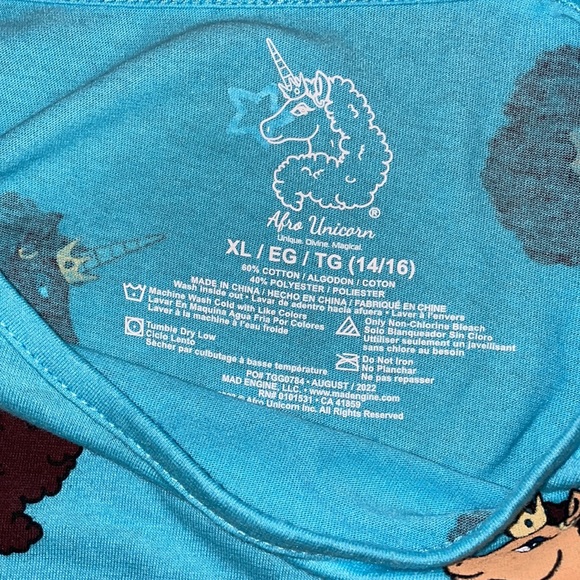 Afro Unicorn®
Unique. Divine. Magical.
XL / EG / TG (14/16)
60% COTTON / ALGODON / COTON
40% POLYESTER / POLIESTER
MADE IN CHINA / HECHO EN CHINA / FABRIQUÉ EN CHINE
Wash Inside out • Lavar de adentro hacia afuera • Laver à l'envers
Machine Wash Cold with Like Colors
Lavar En Maquina Agua Fria Por Colores
Laver à la machine à l'eau froide
Only Non-Chlorine Bleach
Solo Blanqueador Sin Cloro
Utiliser seulement un javellisant
sans chlore au besoin
Tumble Dry Low
Ciclo Lento
Sécher par culbutage à basse température
Do Not Iron
No Planchar
Ne pas repasser
PO# TGG0784 • AUGUST / 2022
MAD ENGINE, LLC. • MADENGINE.COM
RN# 0101531 • CA 41859
Afro Unicorn Inc. All Rights Reserved